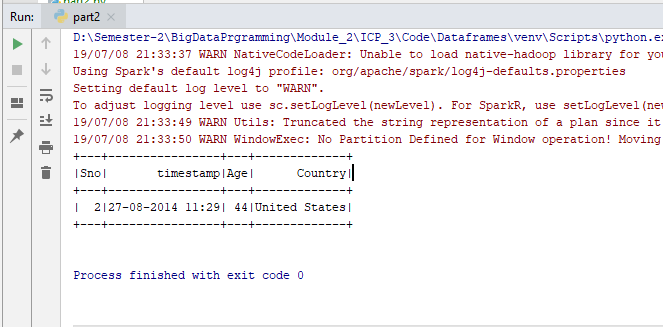 Run: part2
D:\Semester-2\BigDataPrgramming\Module_2\ICP_3\Code\Dataframes\venv\Scripts\python.ex
19/07/08 21:33:37 WARN NativeCodeLoader: Unable to load native-hadoop library for you
Using Spark's default log4j profile: org/apache/spark/log4j-defaults.properties
Setting default log level to "WARN".
To adjust logging level use sc.setLogLevel(newLevel). For SparkR, use setLogLevel(new
19/07/08 21:33:49 WARN Utils: Truncated the string representation of a plan since it
19/07/08 21:33:50 WARN WindowExec: No Partition Defined for Window operation! Moving
+---+----------------+---+-------------+
|Sno|       timestamp|Age|      Country|
+---+----------------+---+-------------+
|  2|27-08-2014 11:29| 44|United States|
+---+----------------+---+-------------+
Process finished with exit code 0